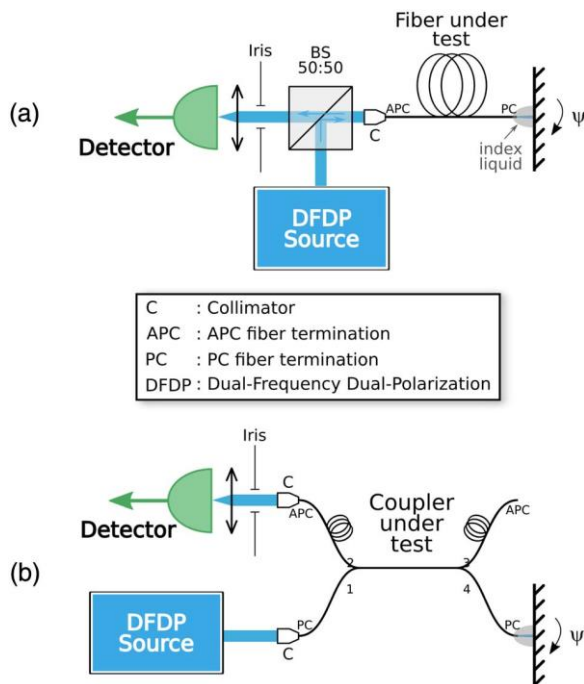 Fiber under
test
BS
50:50
Iris
(a)
APC
PC
C
ψ
Detector
index
liquid
DFDP
Source
C : Collimator
APC : APC fiber termination
PC : PC fiber termination
DFDP : Dual-Frequency Dual-Polarization
Iris
C
APC
Coupler
under
test
APC
Detector
2
3
(b)
1
4
DFDP
Source
PC
C
PC
ψ